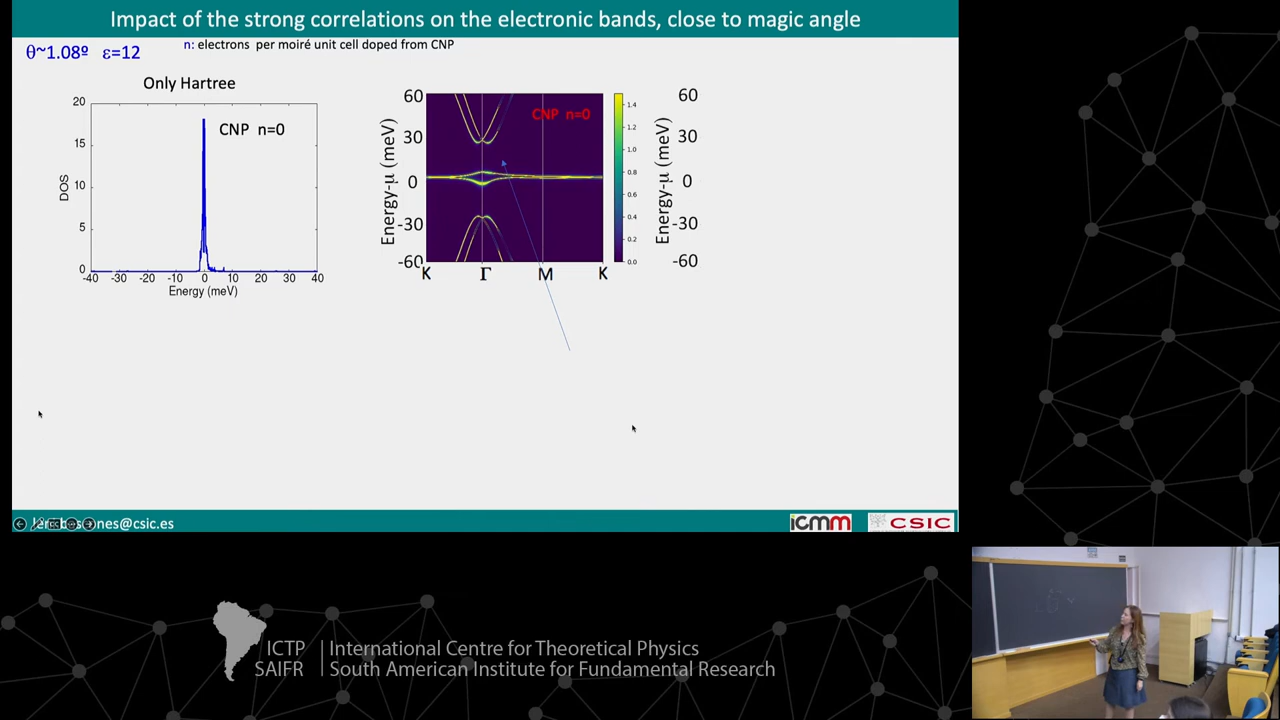 Impact of the strong correlations on the electronic bands, close to magic angle
θ~1.08º ε=12
n: electrons per moiré unit cell doped from CNP
Only Hartree
20
15
10
5
0
DOS
CNP n=0
-40 -30 -20 -10 0 10 20 30 40
Energy (meV)
60
30
0
-30
-60
Energy-μ (meV)
CNP n=0
K Γ M K
1.4
1.2
1.0
0.8
0.6
0.4
0.2
0.0
60
30
0
-30
-60
Energy-μ (meV)
@csic.es
icmm
CSIC
ICTP
SAIFR
International Centre for Theoretical Physics
South American Institute for Fundamental Research